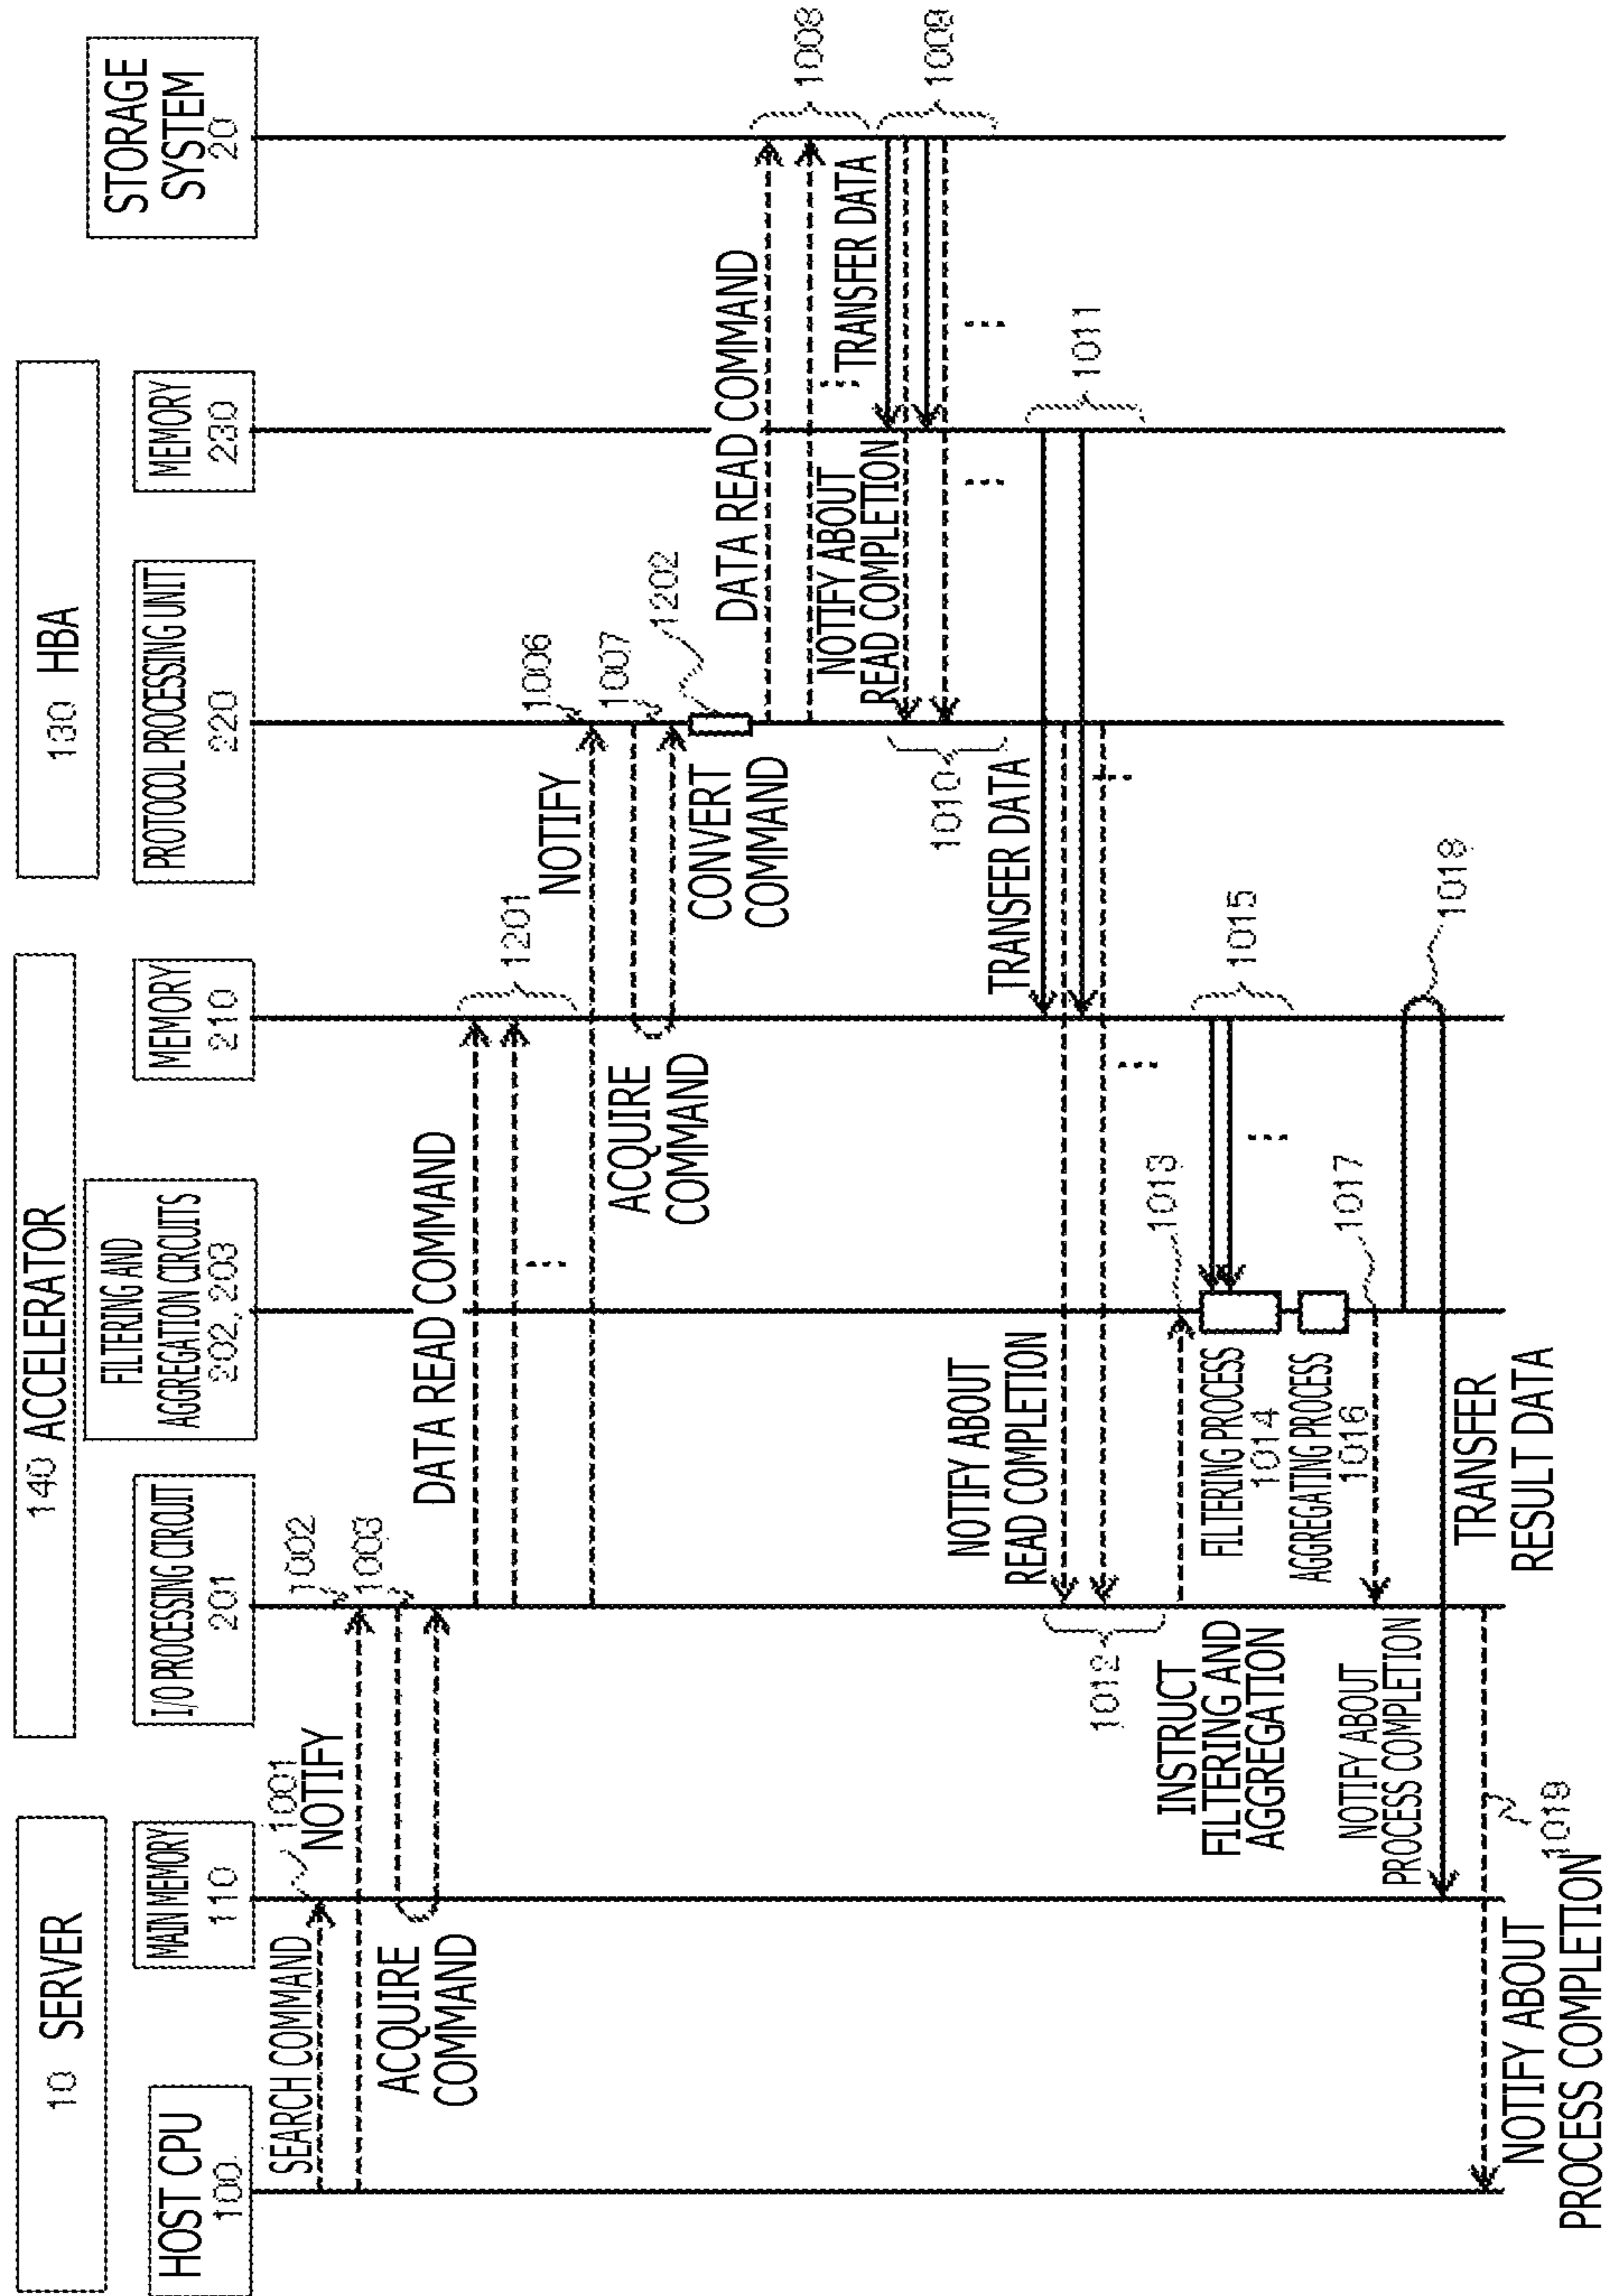 10 SERVER
140 ACCELERATOR
130 HBA
HOST CPU
100
MAIN MEMORY
110
I/O PROCESSING CIRCUIT
201
FILTERING AND
AGGREGATION CIRCUITS
202, 203
MEMORY
210
PROTOCOL PROCESSING UNIT
220
MEMORY
230
STORAGE
SYSTEM
20
SEARCH COMMAND
1001
NOTIFY
1002
1003
ACQUIRE
COMMAND
DATA READ COMMAND
1201
NOTIFY
1006
1007
ACQUIRE
COMMAND
1202
CONVERT
COMMAND
DATA READ COMMAND
1008
TRANSFER DATA
1009
NOTIFY ABOUT
READ COMPLETION
1010
TRANSFER DATA
1011
NOTIFY ABOUT
READ COMPLETION
1012
INSTRUCT
FILTERING AND
AGGREGATION
1013
FILTERING PROCESS
1014
1015
AGGREGATING PROCESS
1016
1017
NOTIFY ABOUT
PROCESS COMPLETION
1018
TRANSFER
RESULT DATA
1019
NOTIFY ABOUT
PROCESS COMPLETION